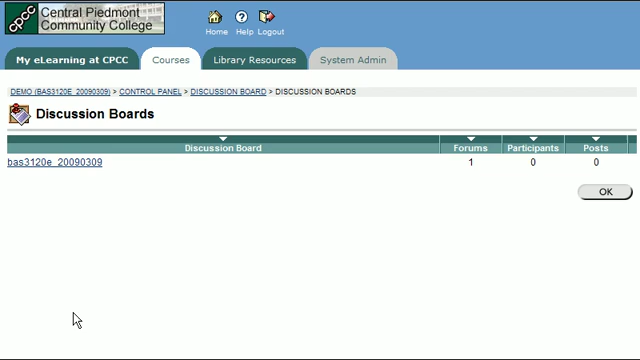 cpcc
Central Piedmont
Community College
Home Help Logout
My eLearning at CPCC
Courses
Library Resources
System Admin
DEMO (BAS3120E_20090309) > CONTROL PANEL > DISCUSSION BOARD > DISCUSSION BOARDS
Discussion Boards
Discussion Board Forums Participants Posts
bas3120e_20090309 1 0 0
OK